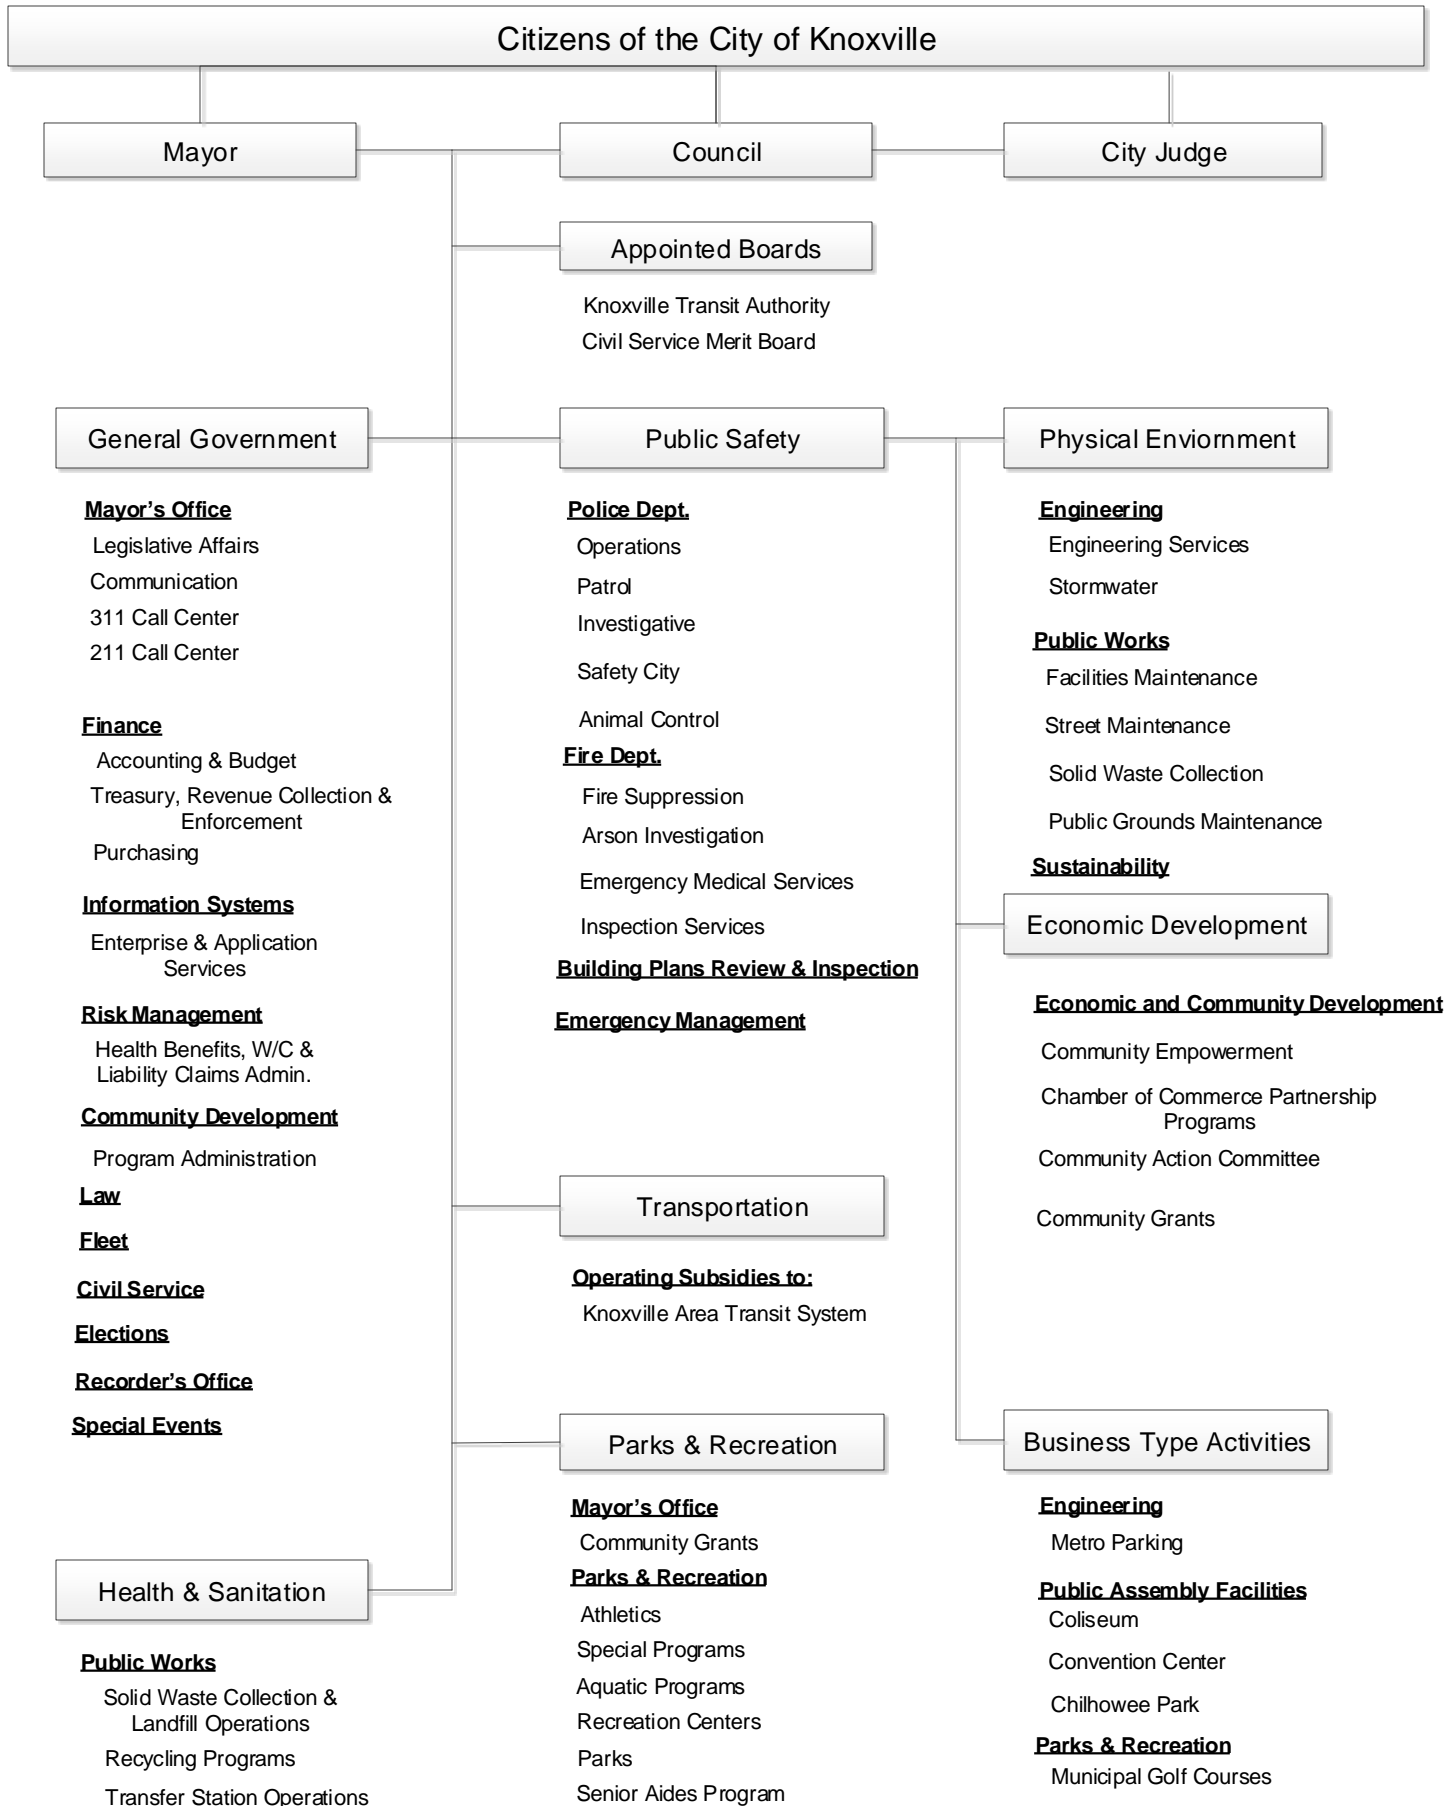 Citizens of the City of Knoxville
Mayor
Council
City Judge
Appointed Boards
Knoxville Transit Authority
Civil Service Merit Board
General Government
Mayor's Office
Legislative Affairs
Communication
311 Call Center
211 Call Center
Finance
Accounting & Budget
Treasury, Revenue Collection &
Enforcement
Purchasing
Information Systems
Enterprise & Application
Services
Risk Management
Health Benefits, W/C &
Liability Claims Admin.
Community Development
Program Administration
Law
Fleet
Civil Service
Elections
Recorder's Office
Special Events
Health & Sanitation
Public Works
Solid Waste Collection &
Landfill Operations
Recycling Programs
Transfer Station Operations
Public Safety
Police Dept.
Operations
Patrol
Investigative
Safety City
Animal Control
Fire Dept.
Fire Suppression
Arson Investigation
Emergency Medical Services
Inspection Services
Building Plans Review & Inspection
Emergency Management
Transportation
Operating Subsidies to:
Knoxville Area Transit System
Parks & Recreation
Mayor's Office
Community Grants
Parks & Recreation
Athletics
Special Programs
Aquatic Programs
Recreation Centers
Parks
Senior Aides Program
Physical Enviornment
Engineering
Engineering Services
Stormwater
Public Works
Facilities Maintenance
Street Maintenance
Solid Waste Collection
Public Grounds Maintenance
Sustainability
Economic Development
Economic and Community Development
Community Empowerment
Chamber of Commerce Partnership
Programs
Community Action Committee
Community Grants
Business Type Activities
Engineering
Metro Parking
Public Assembly Facilities
Coliseum
Convention Center
Chilhowee Park
Parks & Recreation
Municipal Golf Courses